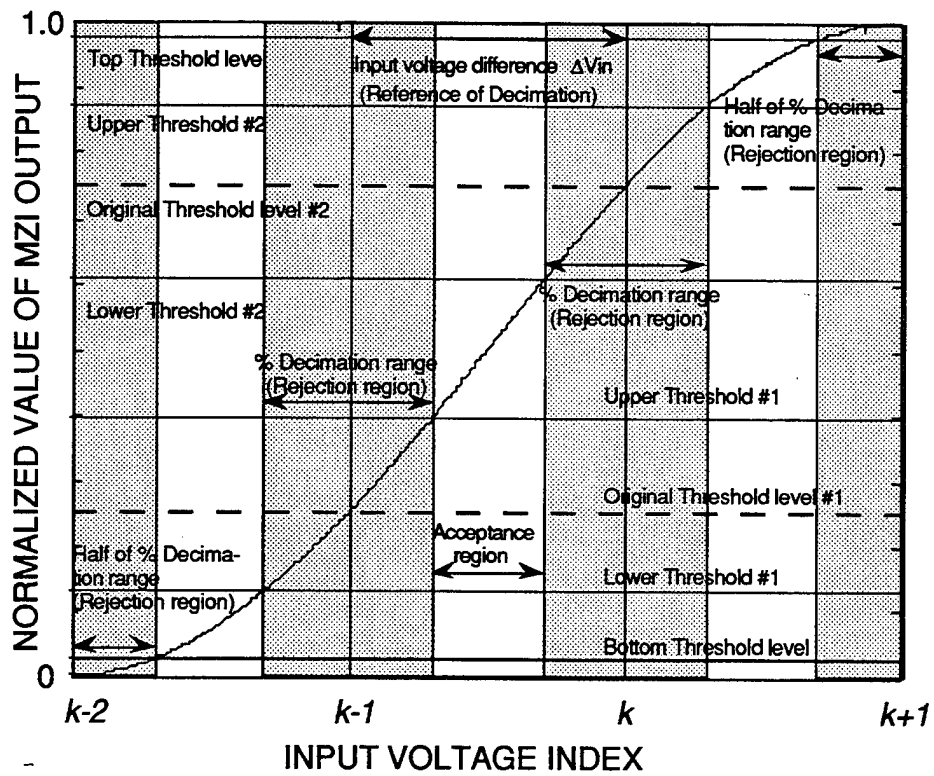 1.0
Top Threshold level
Input voltage difference ΔVin
(Reference of Decimation)
Upper Threshold #2
Half of % Decima-
tion range
(Rejection region)
Original Threshold level #2
Lower Threshold #2
% Decimation range
(Rejection region)
% Decimation range
(Rejection region)
Upper Threshold #1
Original Threshold level #1
Acceptance
region
Half of % Decima-
tion range
(Rejection region)
Lower Threshold #1
Bottom Threshold level
0
k-2
k-1
k
k+1
INPUT VOLTAGE INDEX
NORMALIZED VALUE OF MZI OUTPUT